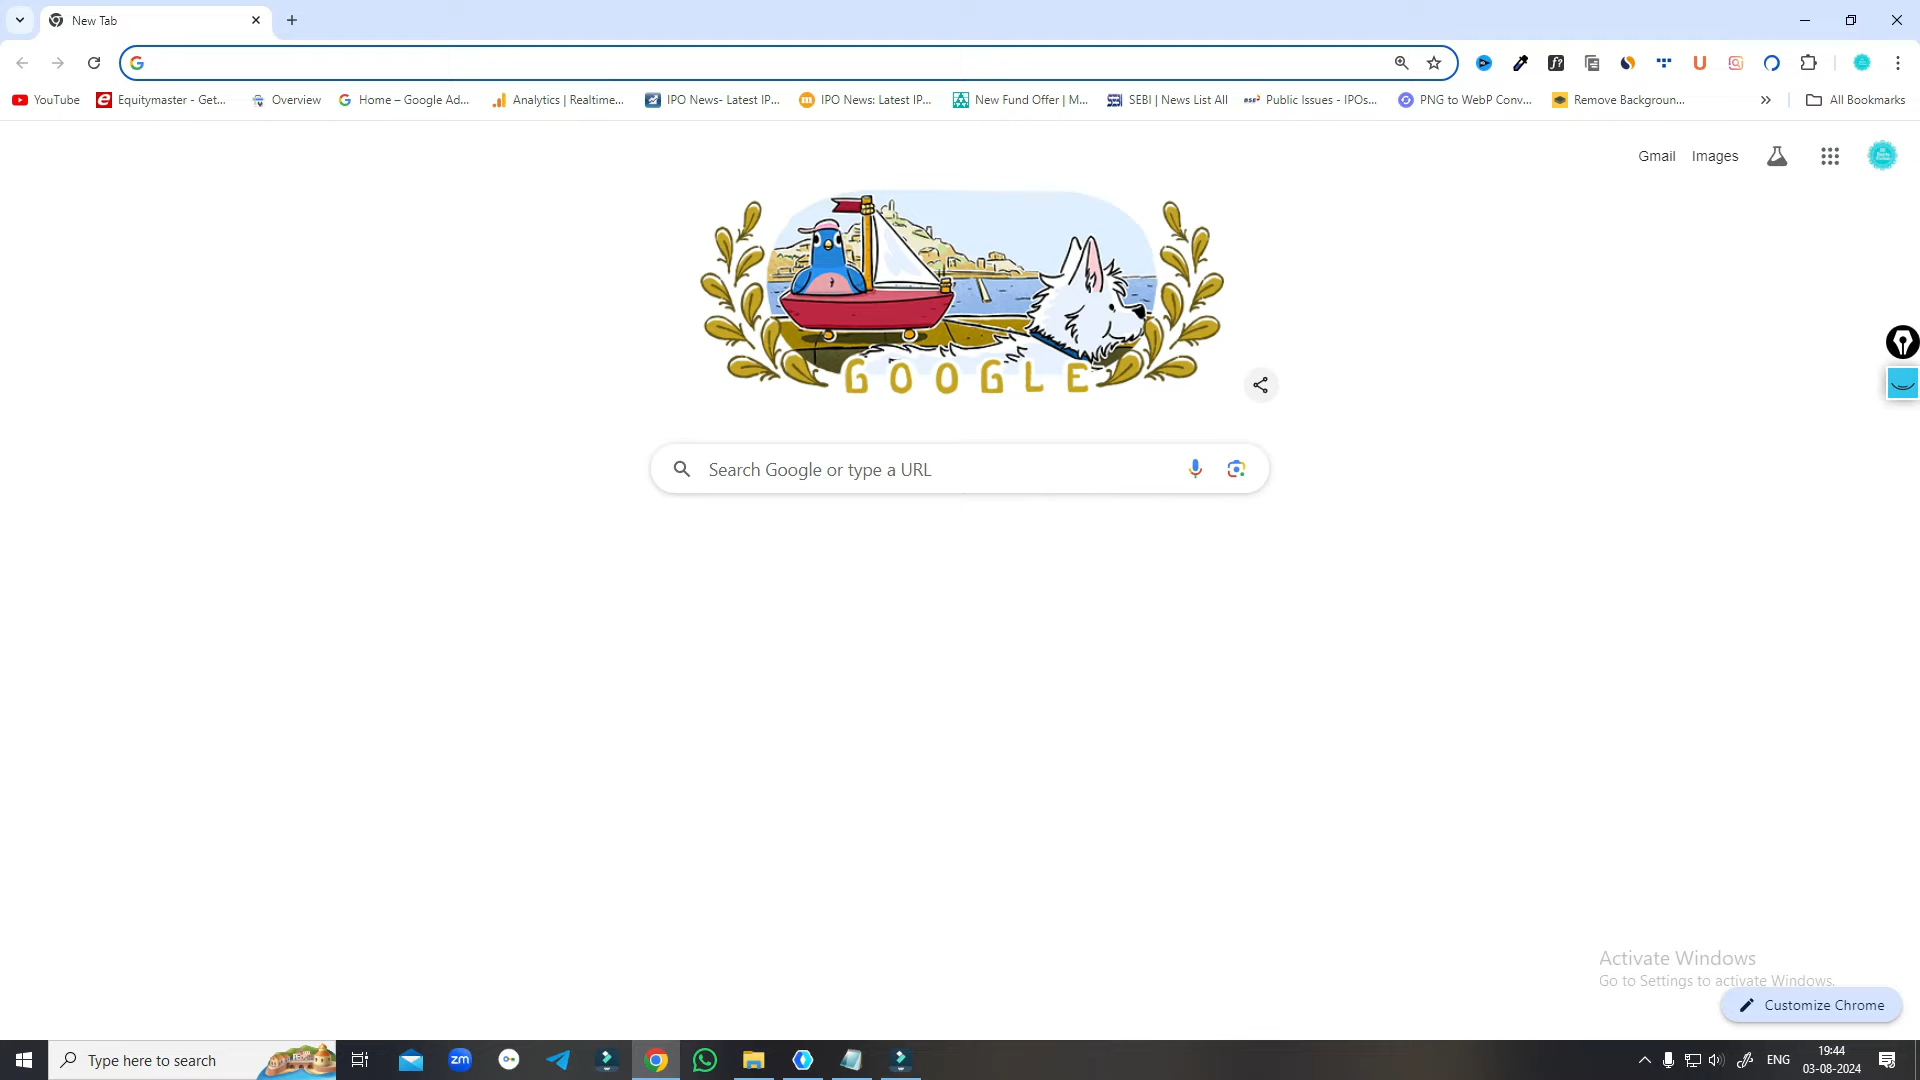 New Tab
YouTube
Equitymaster - Get...
Overview
Home – Google Ad...
Analytics | Realtime...
IPO News- Latest IP...
IPO News: Latest IP...
New Fund Offer | M...
SEBI | News List All
Public Issues - IPOs...
PNG to WebP Conv...
Remove Backgroun...
All Bookmarks
Gmail
Images
GOOGLE
Search Google or type a URL
Activate Windows
Go to Settings to activate Windows.
Customize Chrome
Type here to search
zm
ENG
19:44
03-08-2024